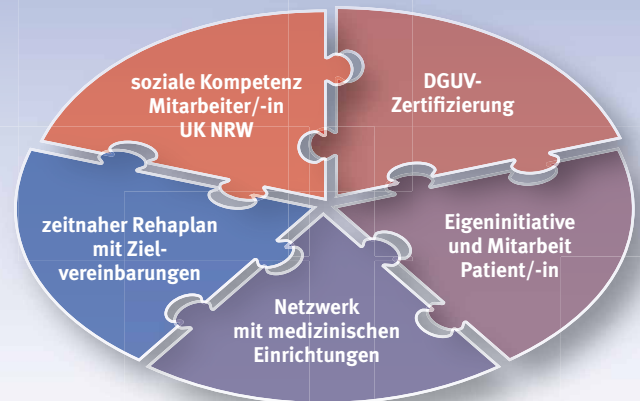 soziale Kompetenz
Mitarbeiter/-in
UK NRW
DGUV-
Zertifizierung
zeitnaher Rehaplan
mit Ziel-
vereinbarungen
Eigeninitiative
und Mitarbeit
Patient/-in
Netzwerk
mit medizinischen
Einrichtungen